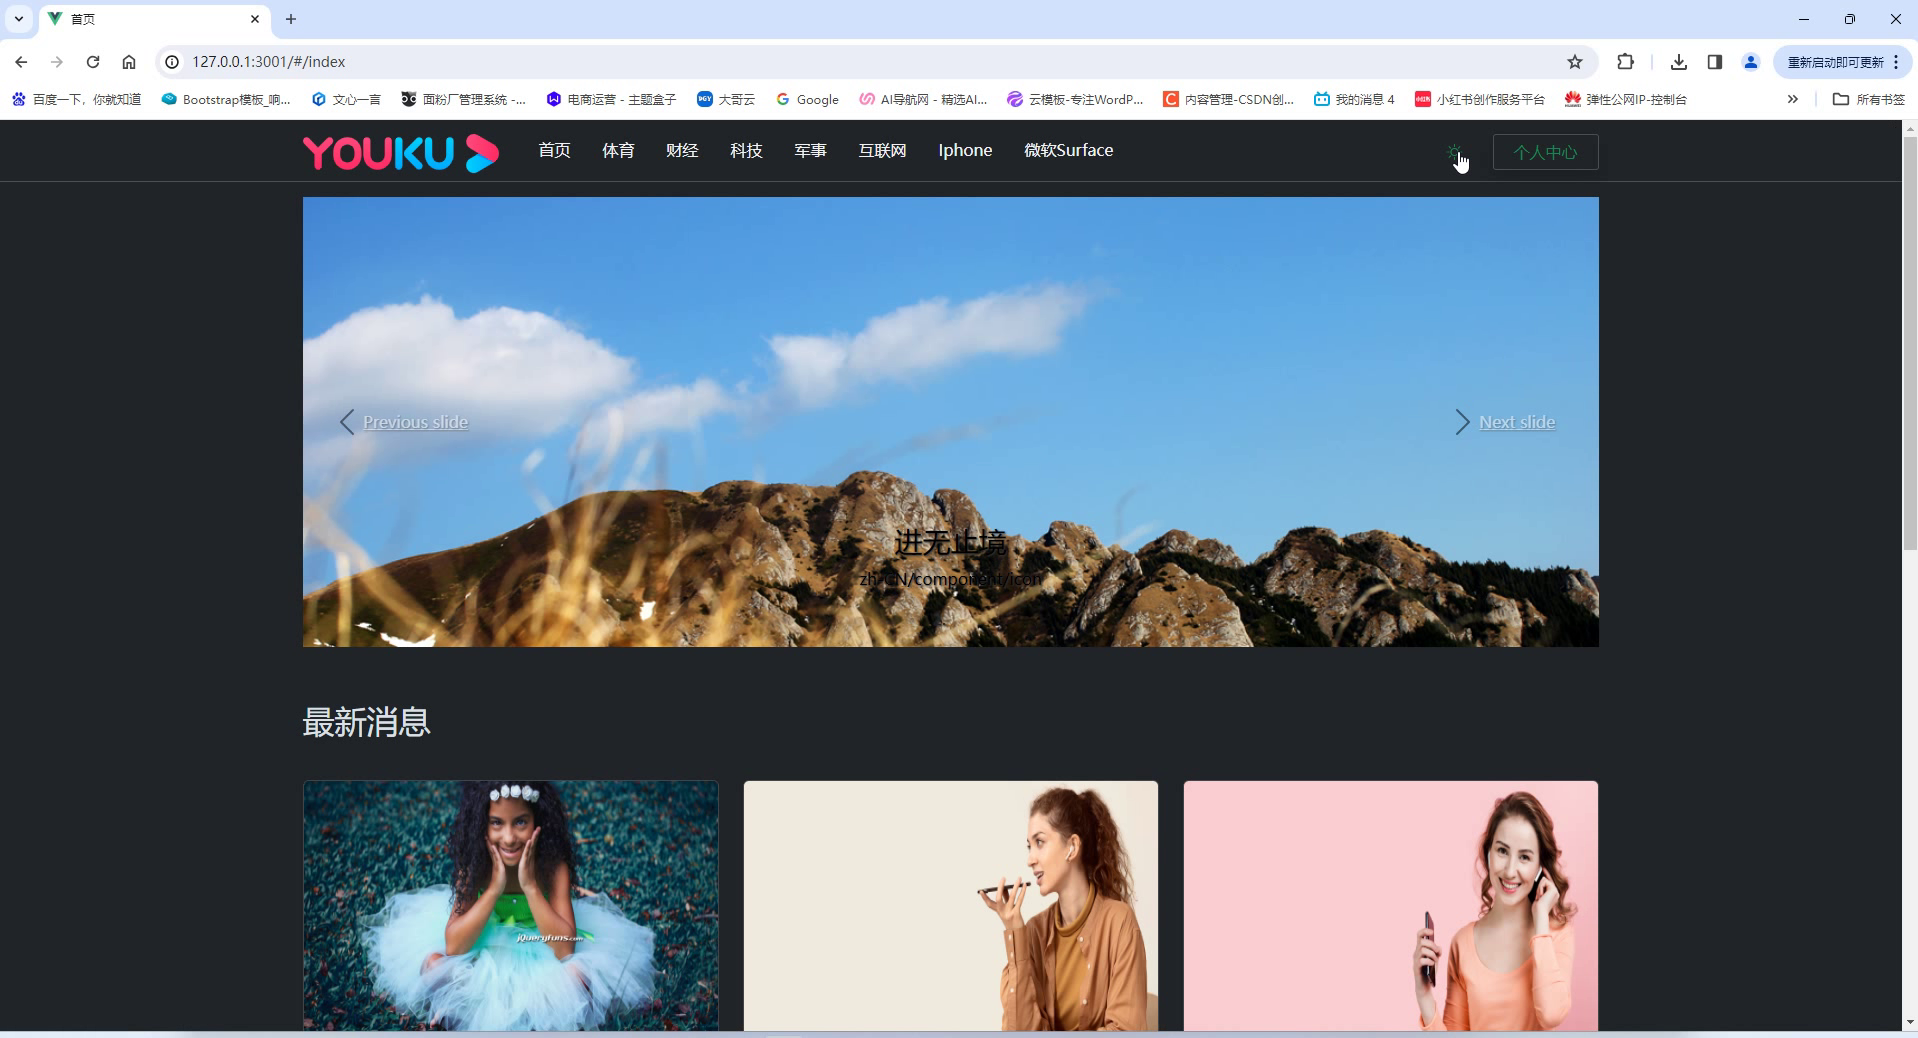 首页
127.0.0.1:3001/#/index
重新启动即可更新
百度一下，你就知道
Bootstrap模板_响...
文心一言
面粉厂管理系统 -...
电商运营 - 主题盒子
大哥云
Google
AI导航网 - 精选AI...
云模板-专注WordP...
内容管理-CSDN创...
我的消息 4
小红书创作服务平台
弹性公网IP-控制台
所有书签
YOUKU
首页
体育
财经
科技
军事
互联网
Iphone
微软Surface
个人中心
Previous slide
Next slide
进无止境
zh-CN/component/icon
最新消息
jQueryfuns.com